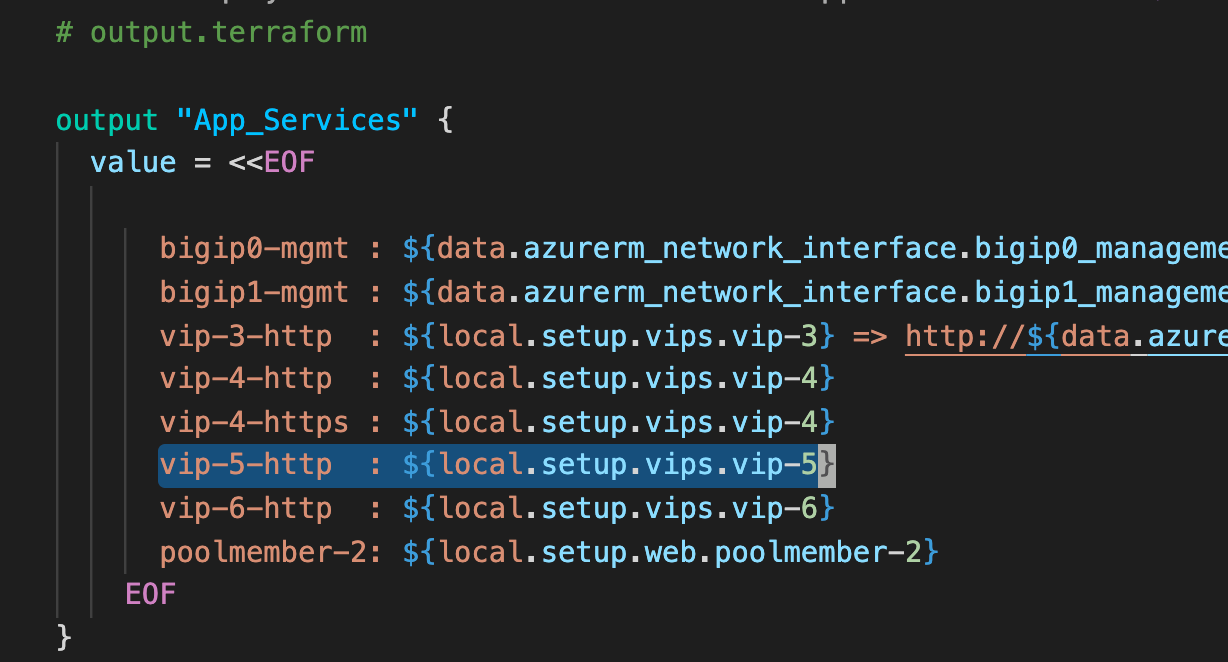 # output.terraform
output "App_Services" {
value = <<EOF
bigip0-mgmt : ${data.azurerm_network_interface.bigip0_manageme
bigip1-mgmt : ${data.azurerm_network_interface.bigip1_manageme
vip-3-http  : ${local.setup.vips.vip-3} => http://${data.azure
vip-4-http  : ${local.setup.vips.vip-4}
vip-4-https : ${local.setup.vips.vip-4}
vip-5-http  : ${local.setup.vips.vip-5}
vip-6-http  : ${local.setup.vips.vip-6}
poolmember-2: ${local.setup.web.poolmember-2}
EOF
}